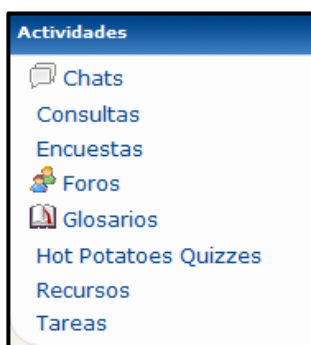 Actividades
Chats
Consultas
Encuestas
Foros
Glosarios
Hot Potatoes Quizzes
Recursos
Tareas